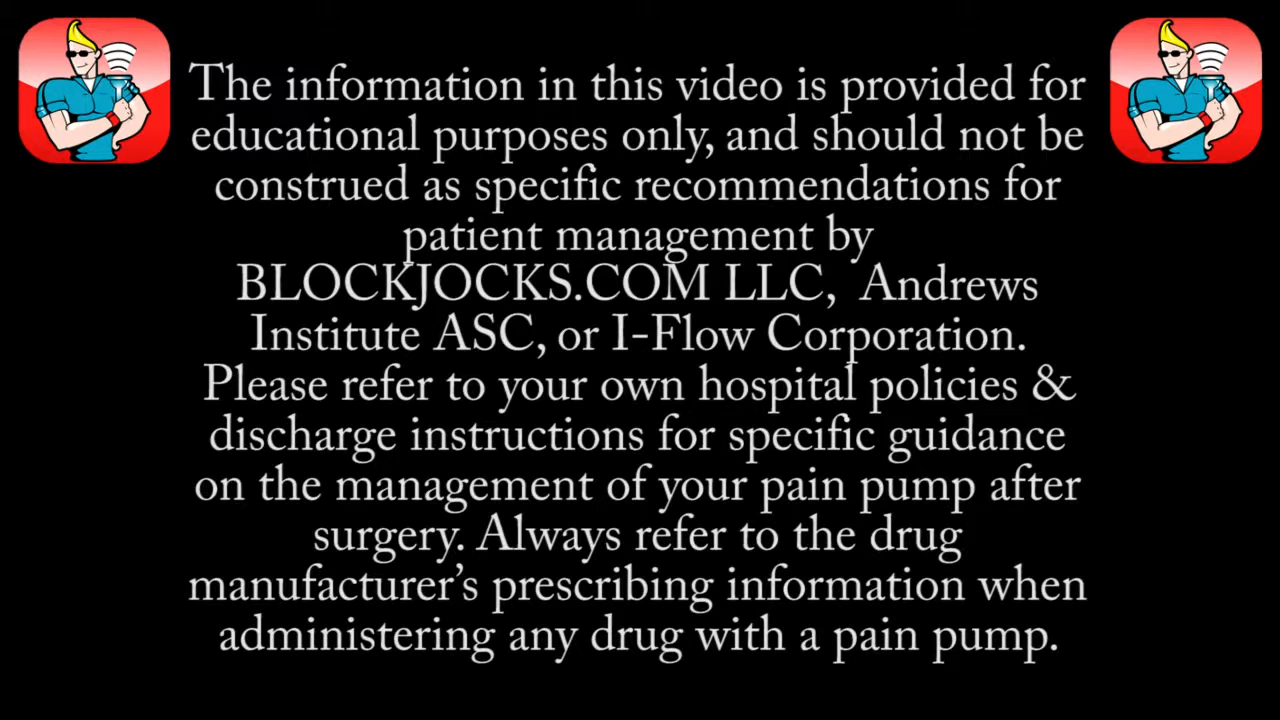 The information in this video is provided for
educational purposes only, and should not be
construed as specific recommendations for
patient management by
BLOCKJOCKS.COM LLC,  Andrews
Institute ASC, or I-Flow Corporation.
Please refer to your own hospital policies &
discharge instructions for specific guidance
on the management of your pain pump after
surgery. Always refer to the drug
manufacturer’s prescribing information when
administering any drug with a pain pump.